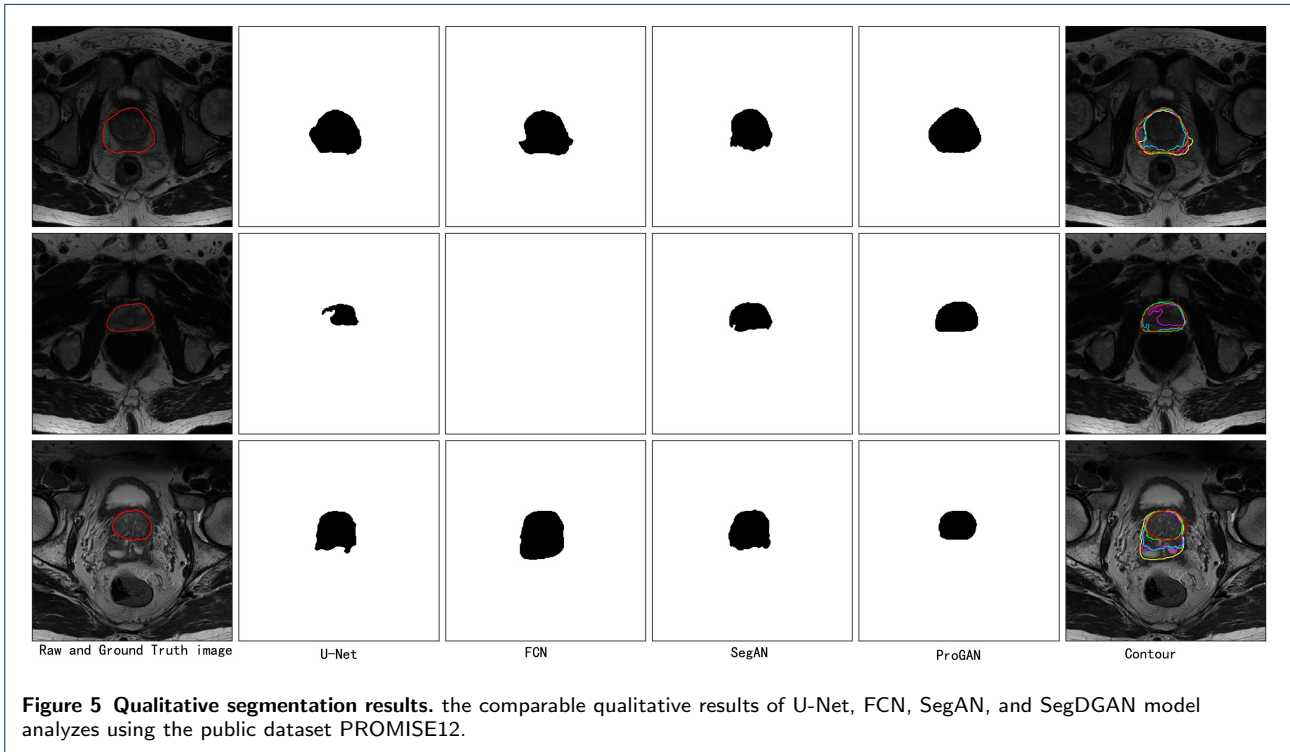 Raw and Ground Truth image
U-Net
FCN
SegAN
ProGAN
Contour
Figure 5 Qualitative segmentation results. the comparable qualitative results of U-Net, FCN, SegAN, and SegDGAN model
analyzes using the public dataset PROMISE12.